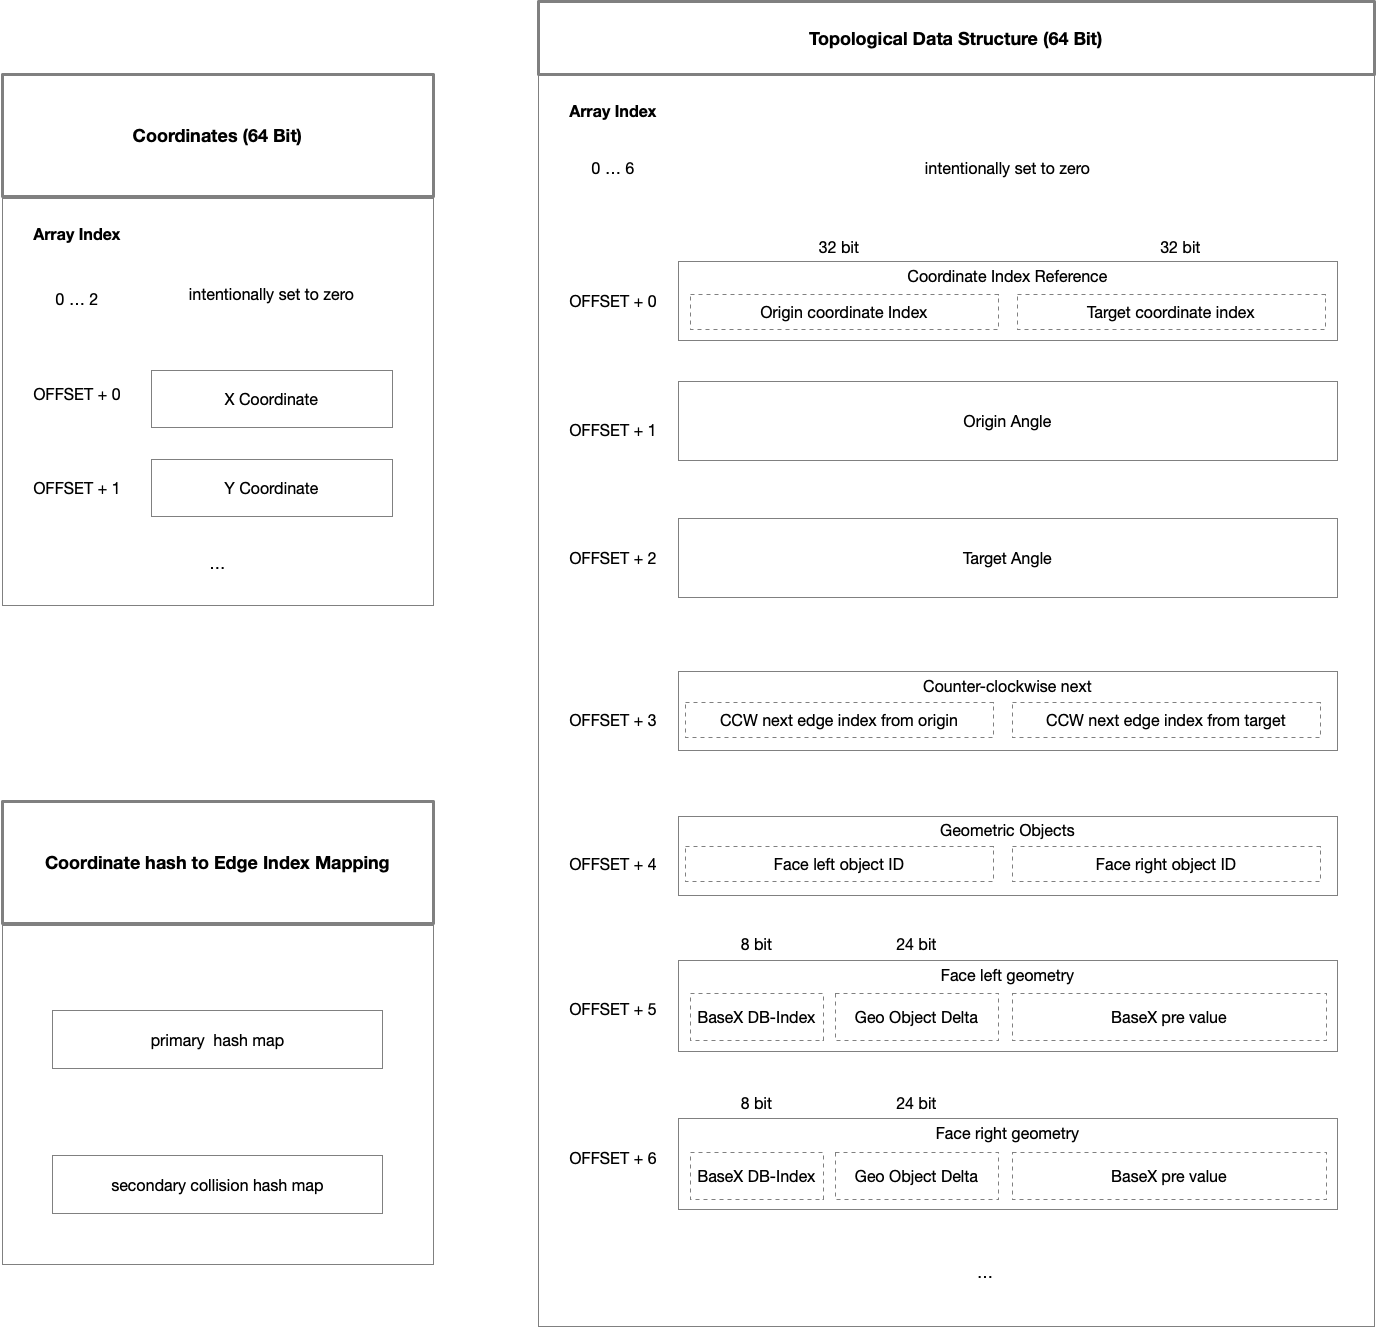 Coordinates (64 Bit)
Array Index
0 ... 2
intentionally set to zero
OFFSET + 0
X Coordinate
OFFSET + 1
Y Coordinate
...
Coordinate hash to Edge Index Mapping
primary hash map
secondary collision hash map
Topological Data Structure (64 Bit)
Array Index
0 ... 6
intentionally set to zero
32 bit
32 bit
OFFSET + 0
Coordinate Index Reference
Origin coordinate Index
Target coordinate index
OFFSET + 1
Origin Angle
OFFSET + 2
Target Angle
OFFSET + 3
Counter-clockwise next
CCW next edge index from origin
CCW next edge index from target
OFFSET + 4
Geometric Objects
Face left object ID
Face right object ID
8 bit
24 bit
OFFSET + 5
Face left geometry
BaseX DB-Index
Geo Object Delta
BaseX pre value
8 bit
24 bit
OFFSET + 6
Face right geometry
BaseX DB-Index
Geo Object Delta
BaseX pre value
...